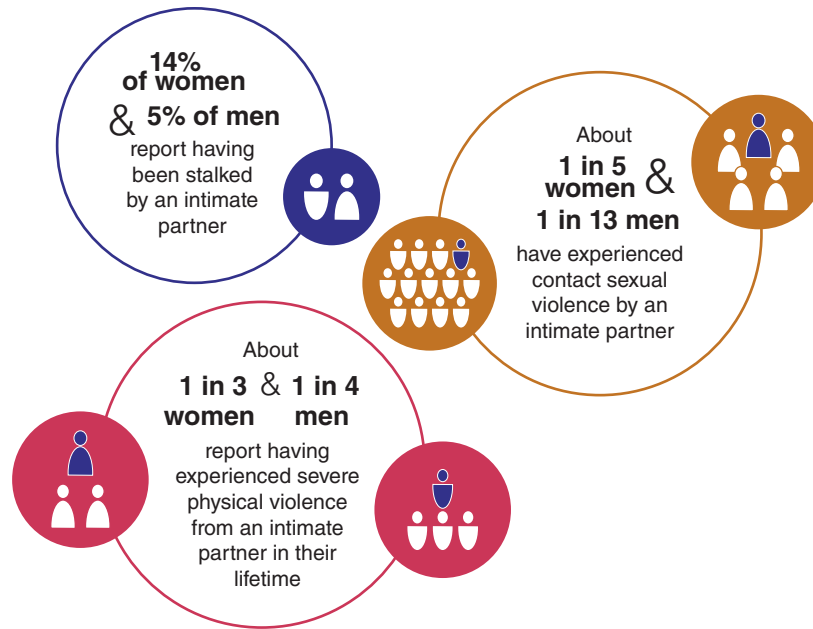 14%
of women
& 5% of men
report having
been stalked
by an intimate
partner
About
1 in 5
women &
1 in 13 men
have experienced
contact sexual
violence by an
intimate partner
About
1 in 3 & 1 in 4
women men
report having
experienced severe
physical violence
from an intimate
partner in their
lifetime